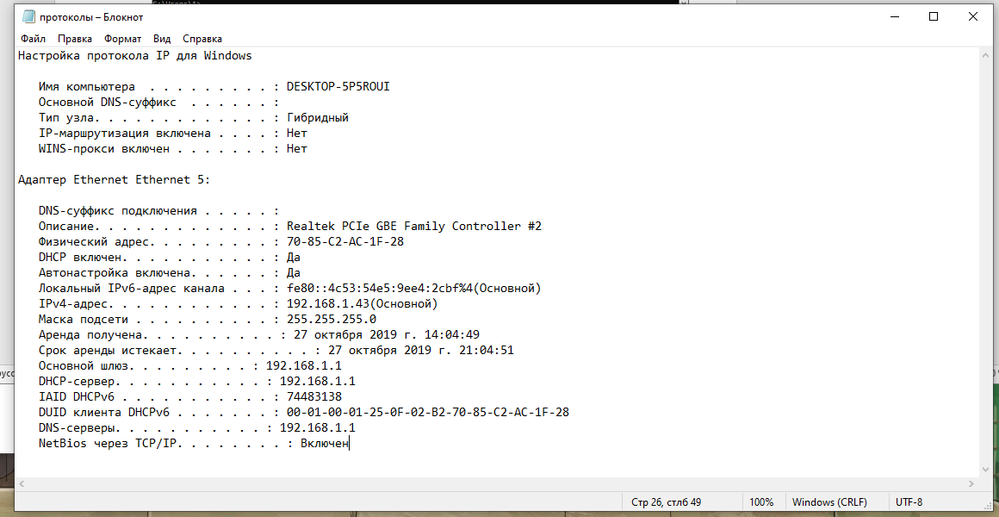 протоколы – Блокнот
Файл Правка Формат Вид Справка
Настройка протокола IP для Windows
Имя компьютера . . . . . . . . . : DESKTOP-5P5ROUI
Основной DNS-суффикс . . . . . . :
Тип узла. . . . . . . . . . . . . : Гибридный
IP-маршрутизация включена . . . . : Нет
WINS-прокси включен . . . . . . . : Нет
Адаптер Ethernet Ethernet 5:
DNS-суффикс подключения . . . . . :
Описание. . . . . . . . . . . . . : Realtek PCIe GBE Family Controller #2
Физический адрес. . . . . . . . . : 70-85-C2-AC-1F-28
DHCP включен. . . . . . . . . . . : Да
Автонастройка включена. . . . . . : Да
Локальный IPv6-адрес канала . . . : fe80::4c53:54e5:9ee4:2cbf%4(Основной)
IPv4-адрес. . . . . . . . . . . . : 192.168.1.43(Основной)
Маска подсети . . . . . . . . . . : 255.255.255.0
Аренда получена. . . . . . . . . . : 27 октября 2019 г. 14:04:49
Срок аренды истекает. . . . . . . . . . : 27 октября 2019 г. 21:04:51
Основной шлюз. . . . . . . . . : 192.168.1.1
DHCP-сервер. . . . . . . . . . . : 192.168.1.1
IAID DHCPv6 . . . . . . . . . . . : 74483138
DUID клиента DHCPv6 . . . . . . . : 00-01-00-01-25-0F-02-B2-70-85-C2-AC-1F-28
DNS-серверы. . . . . . . . . . . : 192.168.1.1
NetBios через TCP/IP. . . . . . . . : Включен
Стр 26, стлб 49 100% Windows (CRLF) UTF-8